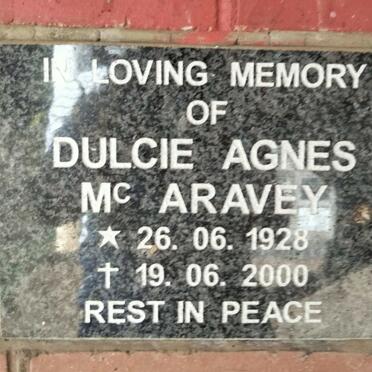 IN LOVING MEMORY
OF
DULCIE AGNES
Mc ARAVEY
★ 26. 06. 1928
† 19. 06. 2000
REST IN PEACE